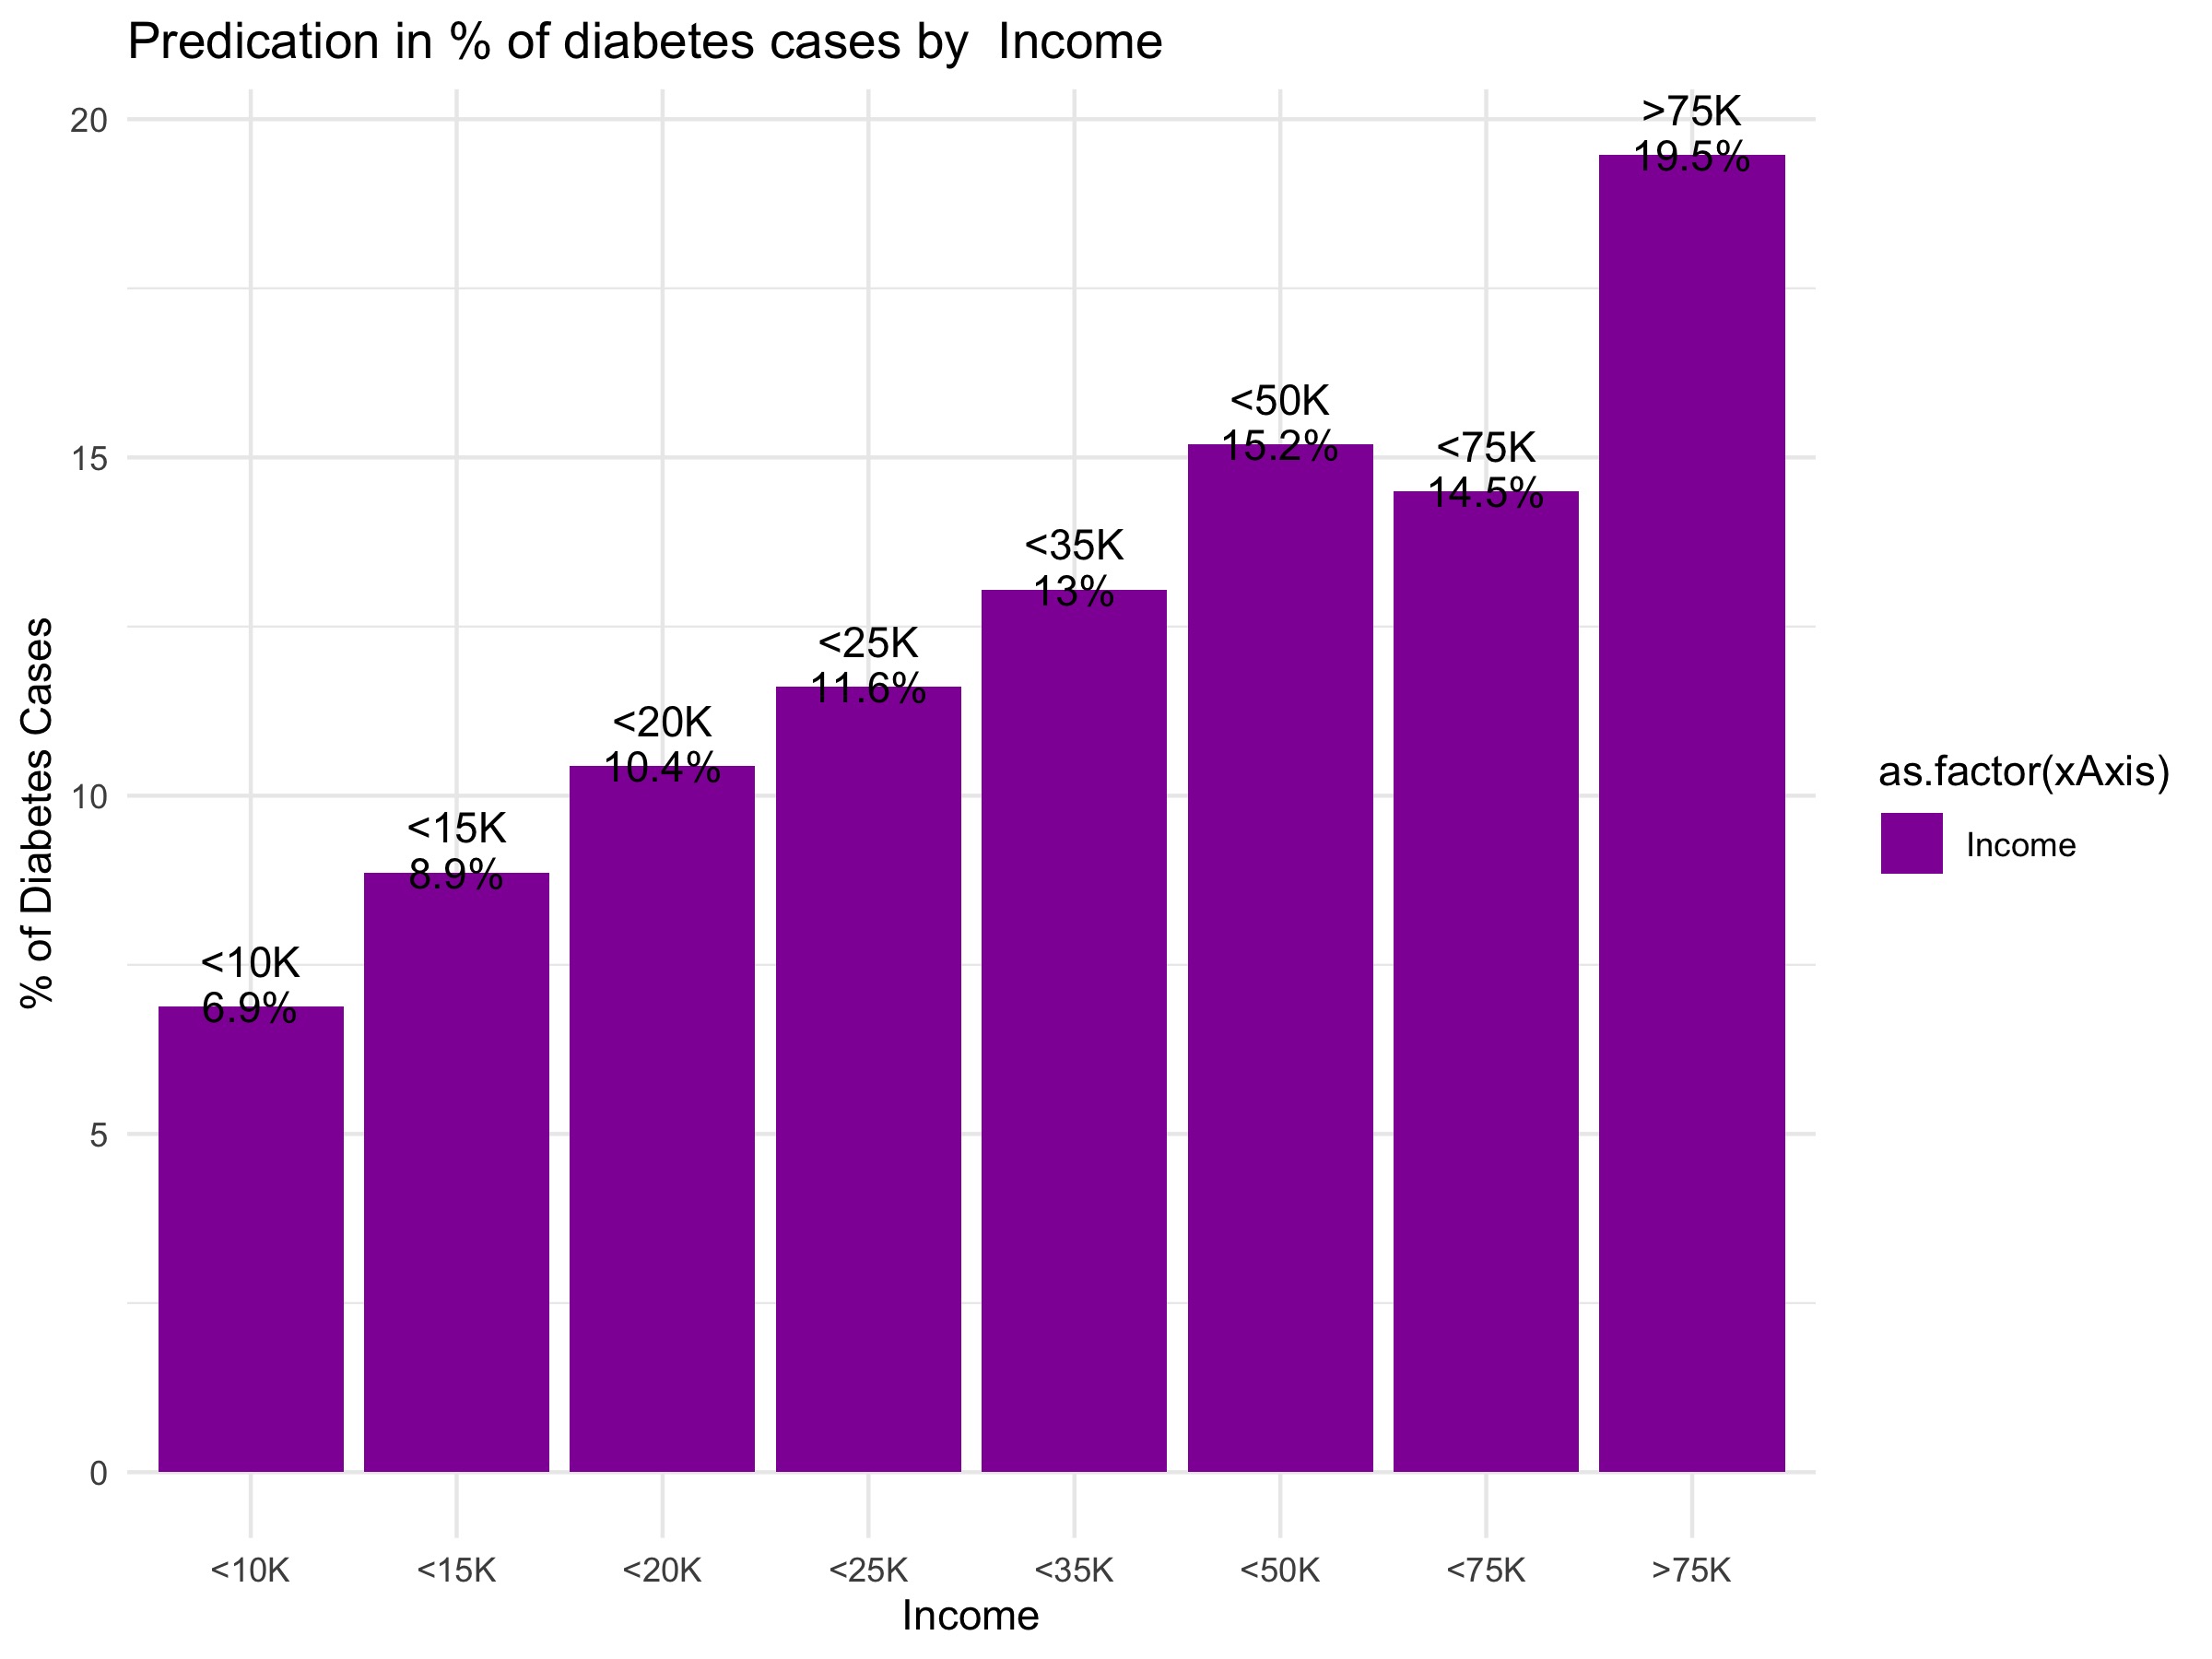 Predication in % of diabetes cases by  Income
% of Diabetes Cases
20
15
10
5
0
<10K
6.9%
<15K
8.9%
<20K
10.4%
<25K
11.6%
<35K
13%
<50K
15.2%
<75K
14.5%
>75K
19.5%
<10K
<15K
<20K
<25K
<35K
<50K
<75K
>75K
Income
as.factor(xAxis)
Income